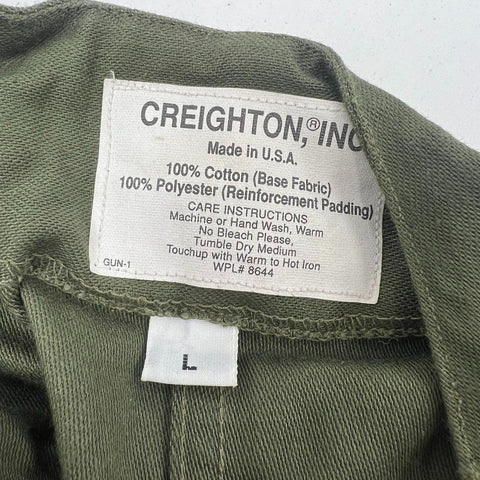 CREIGHTON,® INC
Made in U.S.A.
100% Cotton (Base Fabric)
100% Polyester (Reinforcement Padding)
CARE INSTRUCTIONS
Machine or Hand Wash, Warm
No Bleach Please,
Tumble Dry Medium
Touchup with Warm to Hot Iron
GUN-1
WPL# 8644
L